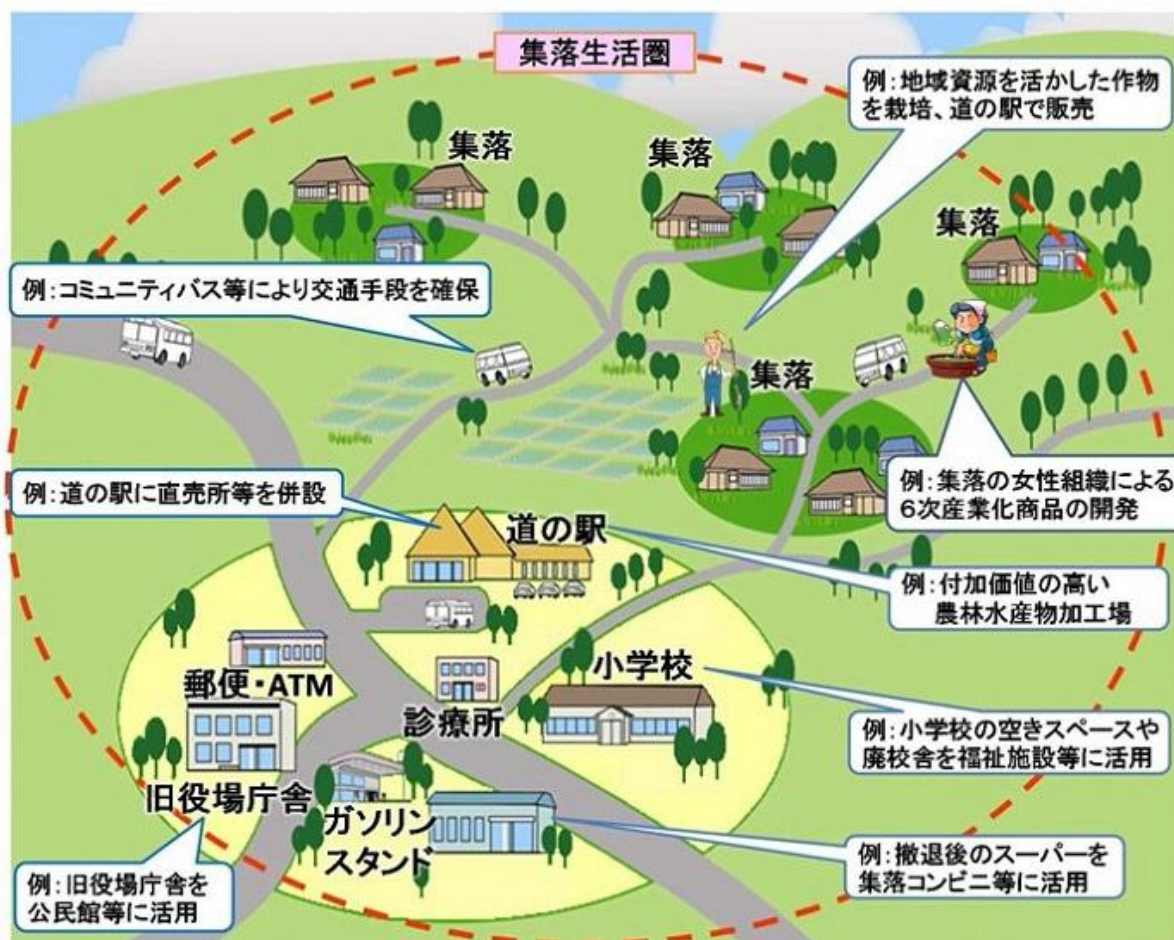 集落生活圏
例：地域資源を活かした作物
を栽培、道の駅で販売
集落
集落
集落
例：コミュニティバス等により交通手段を確保
集落
例：集落の女性組織による
６次産業化商品の開発
例：道の駅に直売所等を併設
道の駅
例：付加価値の高い
農林水産物加工場
小学校
郵便・ATM
診療所
例：小学校の空きスペースや
廃校舎を福祉施設等に活用
旧役場庁舎
ガソリン
スタンド
例：撤退後のスーパーを
集落コンビニ等に活用
例：旧役場庁舎を
公民館等に活用